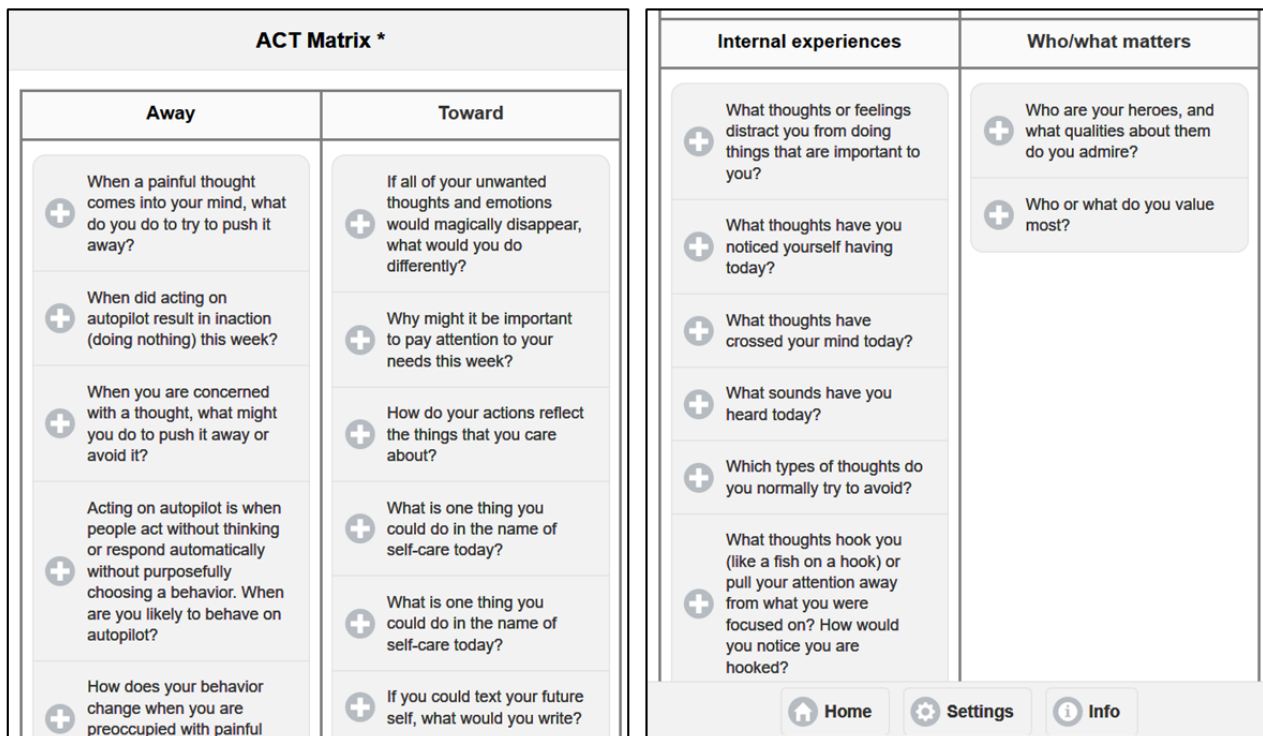 ACT Matrix *
Away
Toward
When a painful thought
comes into your mind, what
do you do to try to push it
away?
When did acting on
autopilot result in inaction
(doing nothing) this week?
When you are concerned
with a thought, what might
you do to push it away or
avoid it?
Acting on autopilot is when
people act without thinking
or respond automatically
without purposefully
choosing a behavior. When
are you likely to behave on
autopilot?
How does your behavior
change when you are
preoccupied with painful
If all of your unwanted
thoughts and emotions
would magically disappear,
what would you do
differently?
Why might it be important
to pay attention to your
needs this week?
How do your actions reflect
the things that you care
about?
What is one thing you
could do in the name of
self-care today?
What is one thing you
could do in the name of
self-care today?
If you could text your future
self, what would you write?
Internal experiences
Who/what matters
What thoughts or feelings
distract you from doing
things that are important to
you?
What thoughts have you
noticed yourself having
today?
What thoughts have
crossed your mind today?
What sounds have you
heard today?
Which types of thoughts do
you normally try to avoid?
What thoughts hook you
(like a fish on a hook) or
pull your attention away
from what you were
focused on? How would
you notice you are
hooked?
Who are your heroes, and
what qualities about them
do you admire?
Who or what do you value
most?
Home
Settings
Info